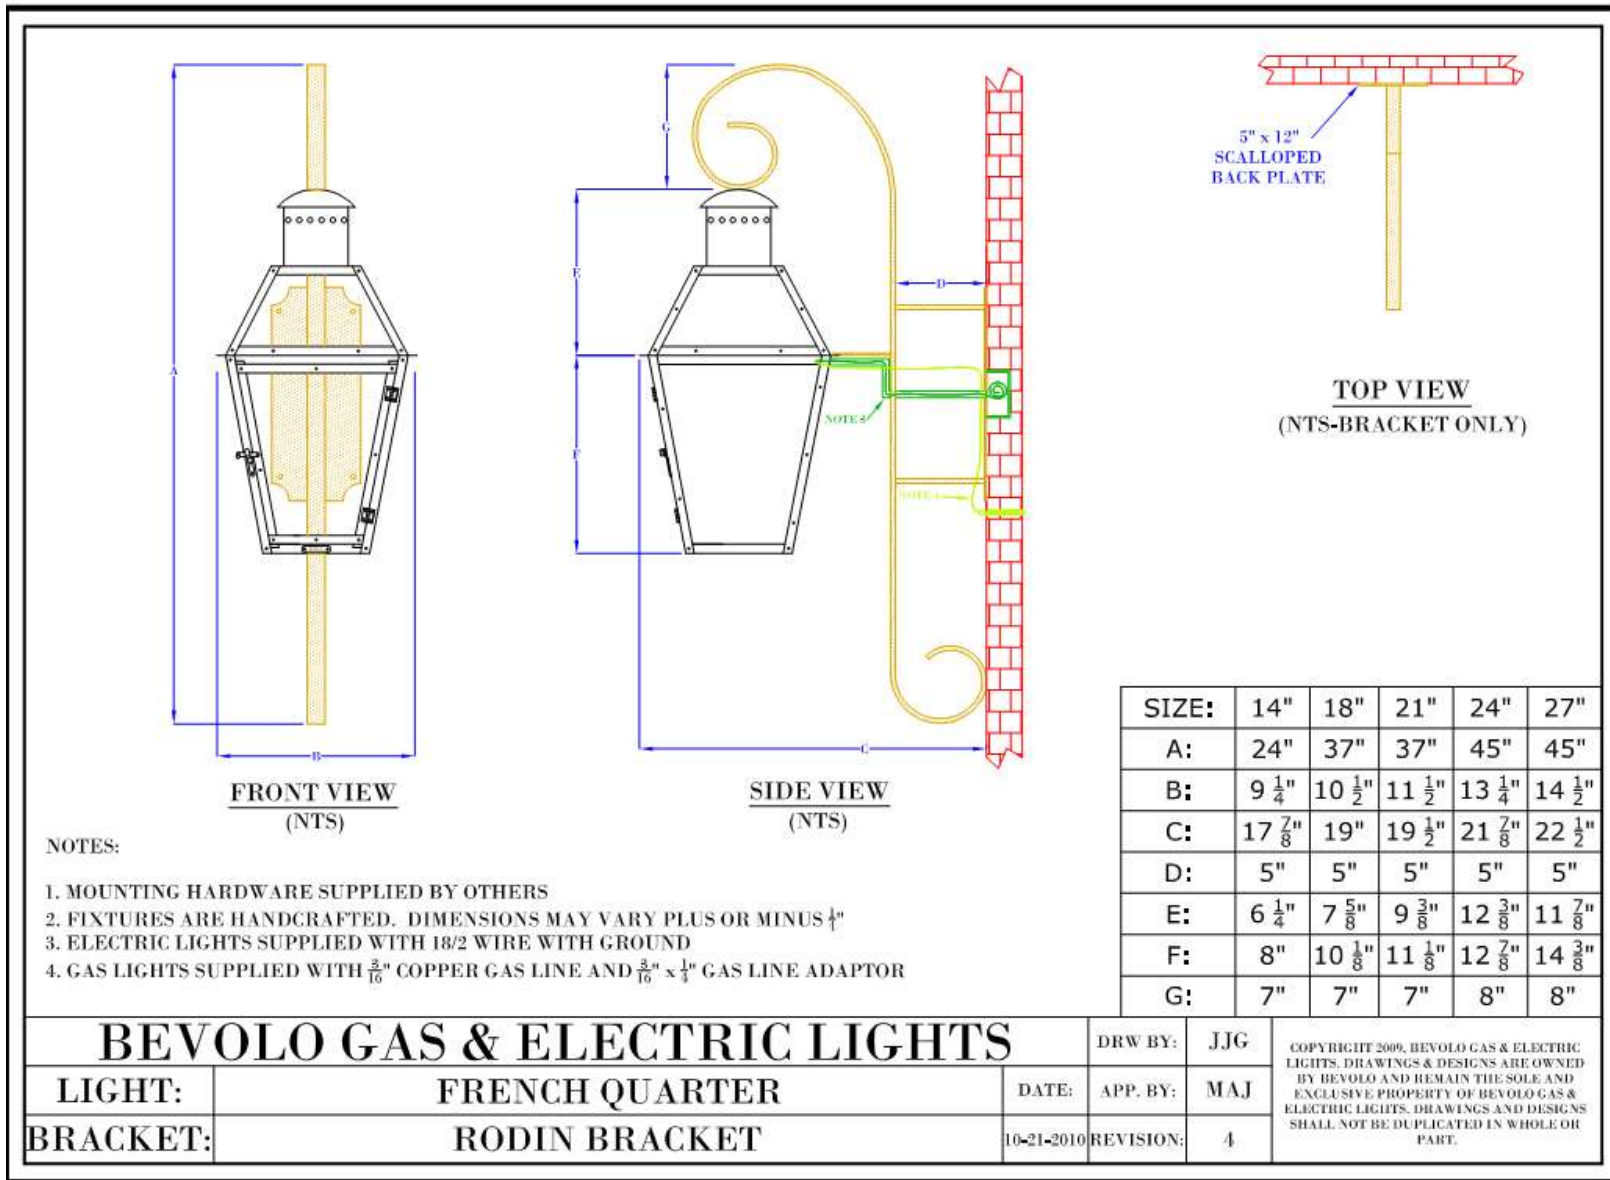 A
B
FRONT VIEW
(NTS)
G
E
F
D
C
NOTE 3
NOTE 4
SIDE VIEW
(NTS)
5" x 12"
SCALLOPED
BACK PLATE
TOP VIEW
(NTS-BRACKET ONLY)
NOTES:
1. MOUNTING HARDWARE SUPPLIED BY OTHERS
2. FIXTURES ARE HANDCRAFTED. DIMENSIONS MAY VARY PLUS OR MINUS
3. ELECTRIC LIGHTS SUPPLIED WITH 18/2 WIRE WITH GROUND
4. GAS LIGHTS SUPPLIED WITH 3/16" COPPER GAS LINE AND 3/16" x 1/4" GAS LINE ADAPTOR
SIZE: 14" 18" 21" 24" 27"
A: 24" 37" 37" 45" 45"
B: 9 1/4" 10 1/2" 11 1/2" 13 1/4" 14 1/2"
C: 17 7/8" 19" 19 1/2" 21 7/8" 22 1/2"
D: 5" 5" 5" 5" 5"
E: 6 1/4" 7 5/8" 9 3/8" 12 3/8" 11 7/8"
F: 8" 10 1/8" 11 1/8" 12 7/8" 14 3/8"
G: 7" 7" 7" 8" 8"
BEVOLO GAS & ELECTRIC LIGHTS
LIGHT: FRENCH QUARTER
BRACKET: RODIN BRACKET
DRW BY: JJG
DATE: APP. BY: MAJ
10-21-2010 REVISION: 4
COPYRIGHT 2009, BEVOLO GAS & ELECTRIC
LIGHTS. DRAWINGS & DESIGNS ARE OWNED
BY BEVOLO AND REMAIN THE SOLE AND
EXCLUSIVE PROPERTY OF BEVOLO GAS &
ELECTRIC LIGHTS. DRAWINGS AND DESIGNS
SHALL NOT BE DUPLICATED IN WHOLE OR
PART.